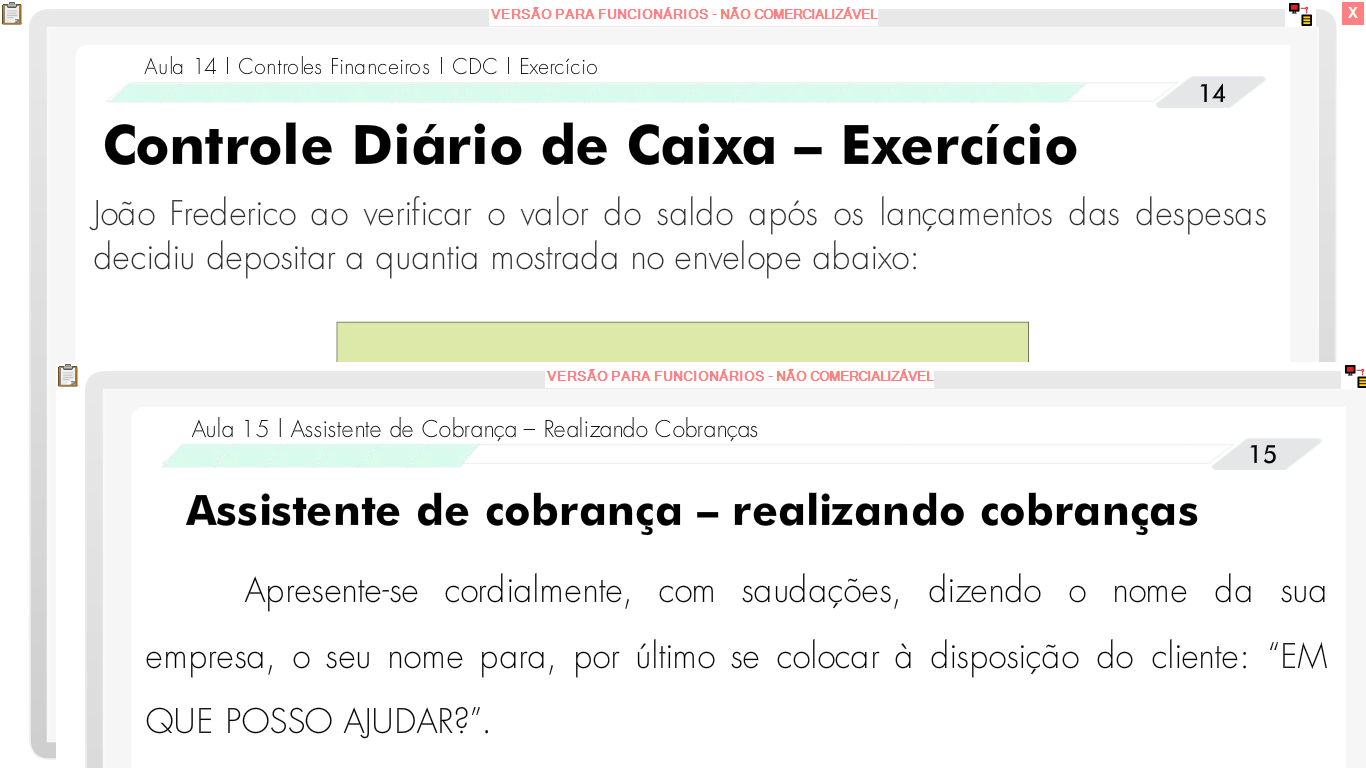 VERSÃO PARA FUNCIONÁRIOS - NÃO COMERCIALIZÁVEL
X
Aula 14 | Controles Financeiros | CDC | Exercício
14
Controle Diário de Caixa – Exercício
João Frederico ao verificar o valor do saldo após os lançamentos das despesas
decidiu depositar a quantia mostrada no envelope abaixo:
VERSÃO PARA FUNCIONÁRIOS - NÃO COMERCIALIZÁVEL
Aula 15 | Assistente de Cobrança – Realizando Cobranças
15
Assistente de cobrança – realizando cobranças
Apresente-se cordialmente, com saudações, dizendo o nome da sua
empresa, o seu nome para, por último se colocar à disposição do cliente: “EM
QUE POSSO AJUDAR?”.